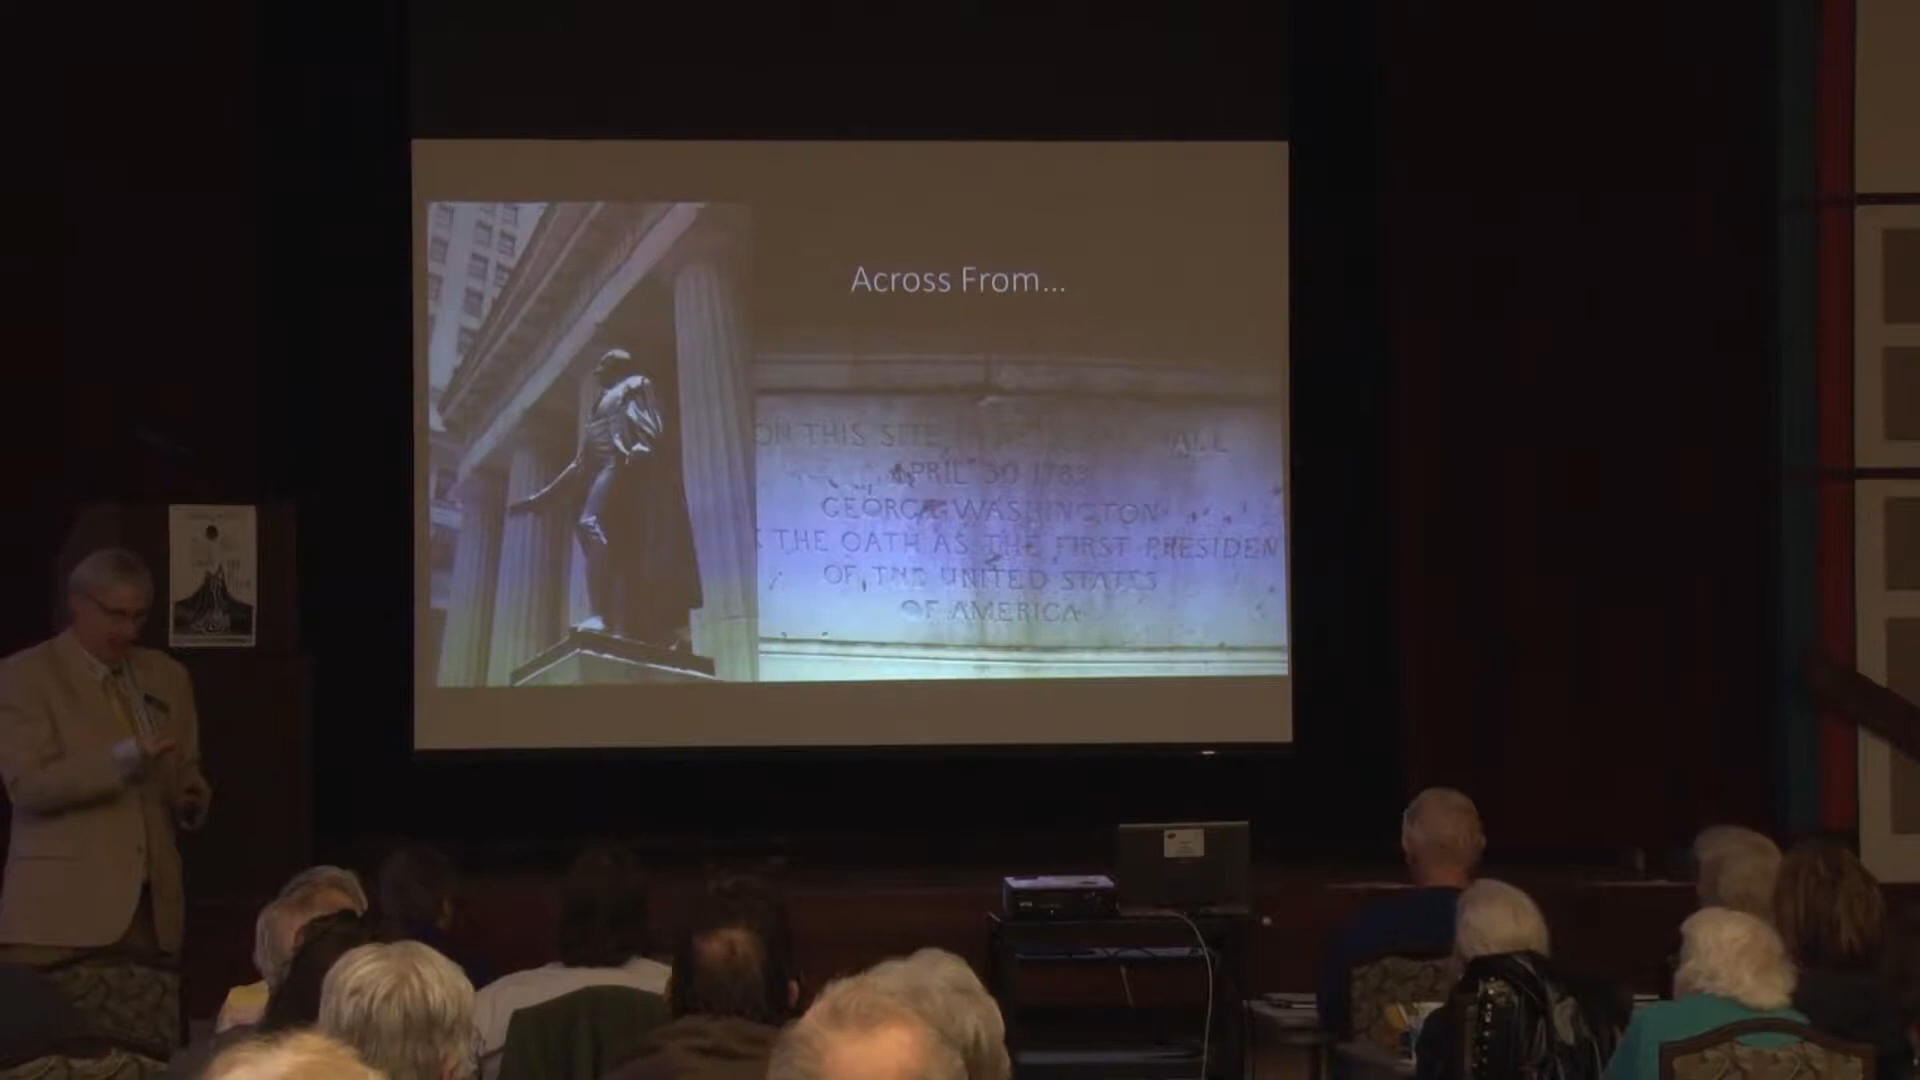 Across From...
ON THIS SITE ALL
APRIL 30 1789
GEORGE WASHINGTON
THE OATH AS THE FIRST PRESIDEN
OF THE UNITED STATES
OF AMERICA